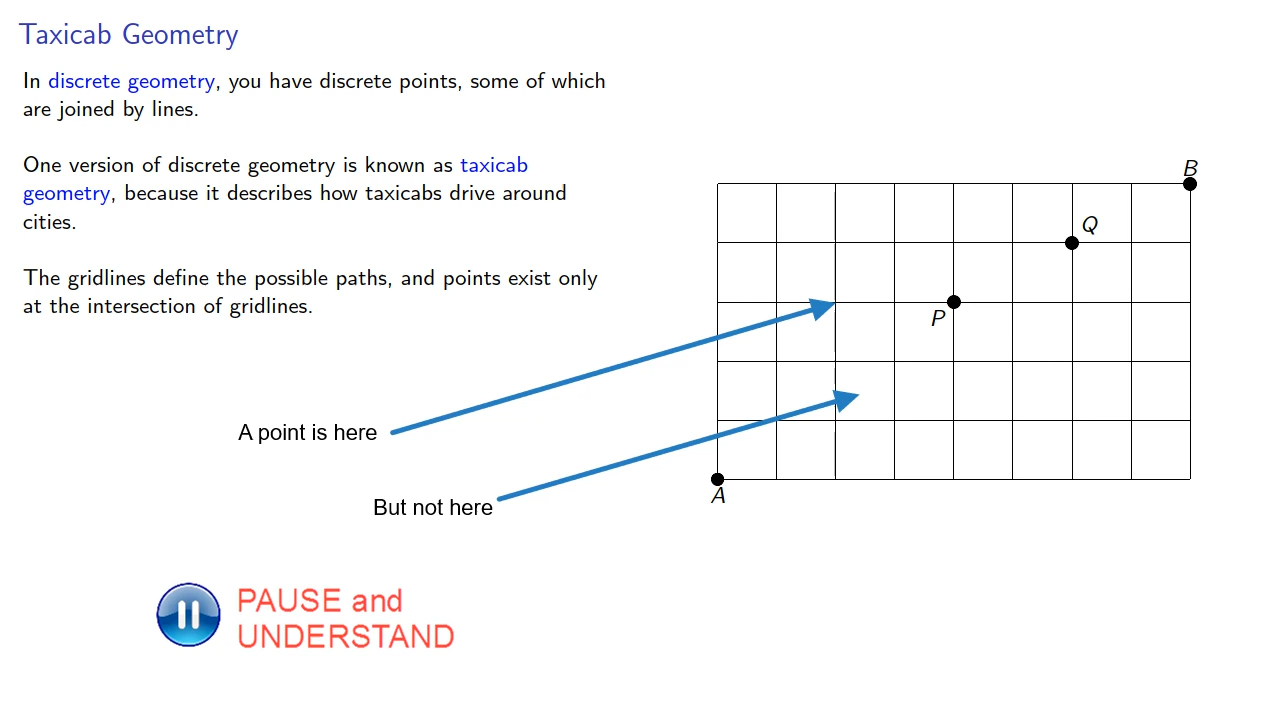 Taxicab Geometry
In discrete geometry, you have discrete points, some of which
are joined by lines.
One version of discrete geometry is known as taxicab
geometry, because it describes how taxicabs drive around
cities.
The gridlines define the possible paths, and points exist only
at the intersection of gridlines.
B
Q
P
A point is here
A
But not here
PAUSE and
UNDERSTAND